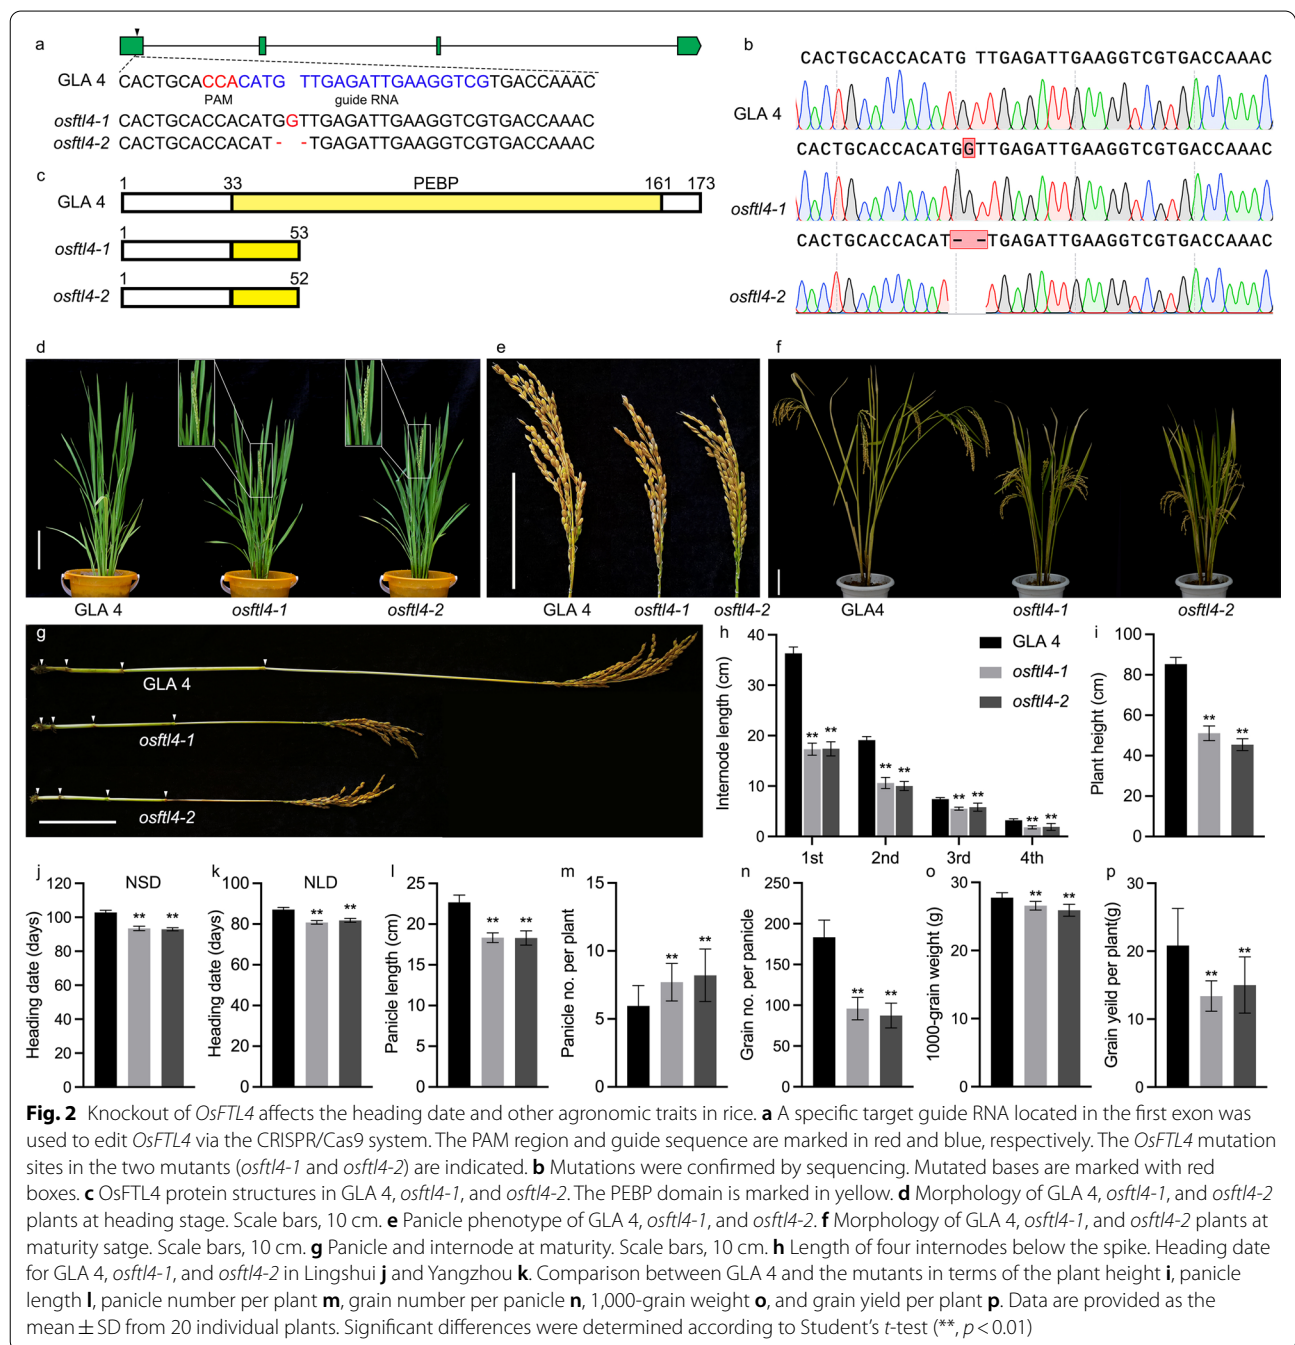 a
GLA 4 CACTGCACCACATG TTGAGATTGAAGGTCGTGACCAAAC
PAM guide RNA
osftl4-1 CACTGCACCACATGGTTGAGATTGAAGGTCGTGACCAAAC
osftl4-2 CACTGCACCACAT- -TGAGATTGAAGGTCGTGACCAAAC
b
CACTGCACCACATG TTGAGATTGAAGGTCGTGACCAAAC
GLA 4
CACTGCACCACATGGTTGAGATTGAAGGTCGTGACCAAAC
osftl4-1
CACTGCACCACAT- -TGAGATTGAAGGTCGTGACCAAAC
osftl4-2
c
1 33 PEBP 161 173
GLA 4
1 53
osftl4-1
1 52
osftl4-2
d
GLA 4 osftl4-1 osftl4-2
e
GLA 4 osftl4-1 osftl4-2
f
GLA4 osftl4-1 osftl4-2
g
GLA 4
osftl4-1
osftl4-2
h
Internode length (cm)
40
30
20
10
0
** ** ** ** ** ** ** **
1st 2nd 3rd 4th
GLA 4
osftl4-1
osftl4-2
i
Plant height (cm)
100
80
60
40
20
0
** **
j
NSD
Heading date (days)
120
100
80
60
40
20
0
** **
k
NLD
Heading date (days)
100
80
60
40
20
0
** **
l
Panicle length (cm)
25
20
15
10
5
0
** **
m
Panicle no. per plant
15
10
5
0
** **
n
Grain no. per panicle
250
200
150
100
50
0
** **
o
1000-grain weight (g)
30
20
10
0
** **
p
Grain yeild per plant(g)
30
20
10
0
** **
Fig. 2 Knockout of OsFTL4 affects the heading date and other agronomic traits in rice. a A specific target guide RNA located in the first exon was
used to edit OsFTL4 via the CRISPR/Cas9 system. The PAM region and guide sequence are marked in red and blue, respectively. The OsFTL4 mutation
sites in the two mutants (osftl4-1 and osftl4-2) are indicated. b Mutations were confirmed by sequencing. Mutated bases are marked with red
boxes. c OsFTL4 protein structures in GLA 4, osftl4-1, and osftl4-2. The PEBP domain is marked in yellow. d Morphology of GLA 4, osftl4-1, and osftl4-2
plants at heading stage. Scale bars, 10 cm. e Panicle phenotype of GLA 4, osftl4-1, and osftl4-2. f Morphology of GLA 4, osftl4-1, and osftl4-2 plants at
maturity satge. Scale bars, 10 cm. g Panicle and internode at maturity. Scale bars, 10 cm. h Length of four internodes below the spike. Heading date
for GLA 4, osftl4-1, and osftl4-2 in Lingshui j and Yangzhou k. Comparison between GLA 4 and the mutants in terms of the plant height i, panicle
length l, panicle number per plant m, grain number per panicle n, 1,000-grain weight o, and grain yield per plant p. Data are provided as the
mean ± SD from 20 individual plants. Significant differences were determined according to Student's t-test (**, p < 0.01)